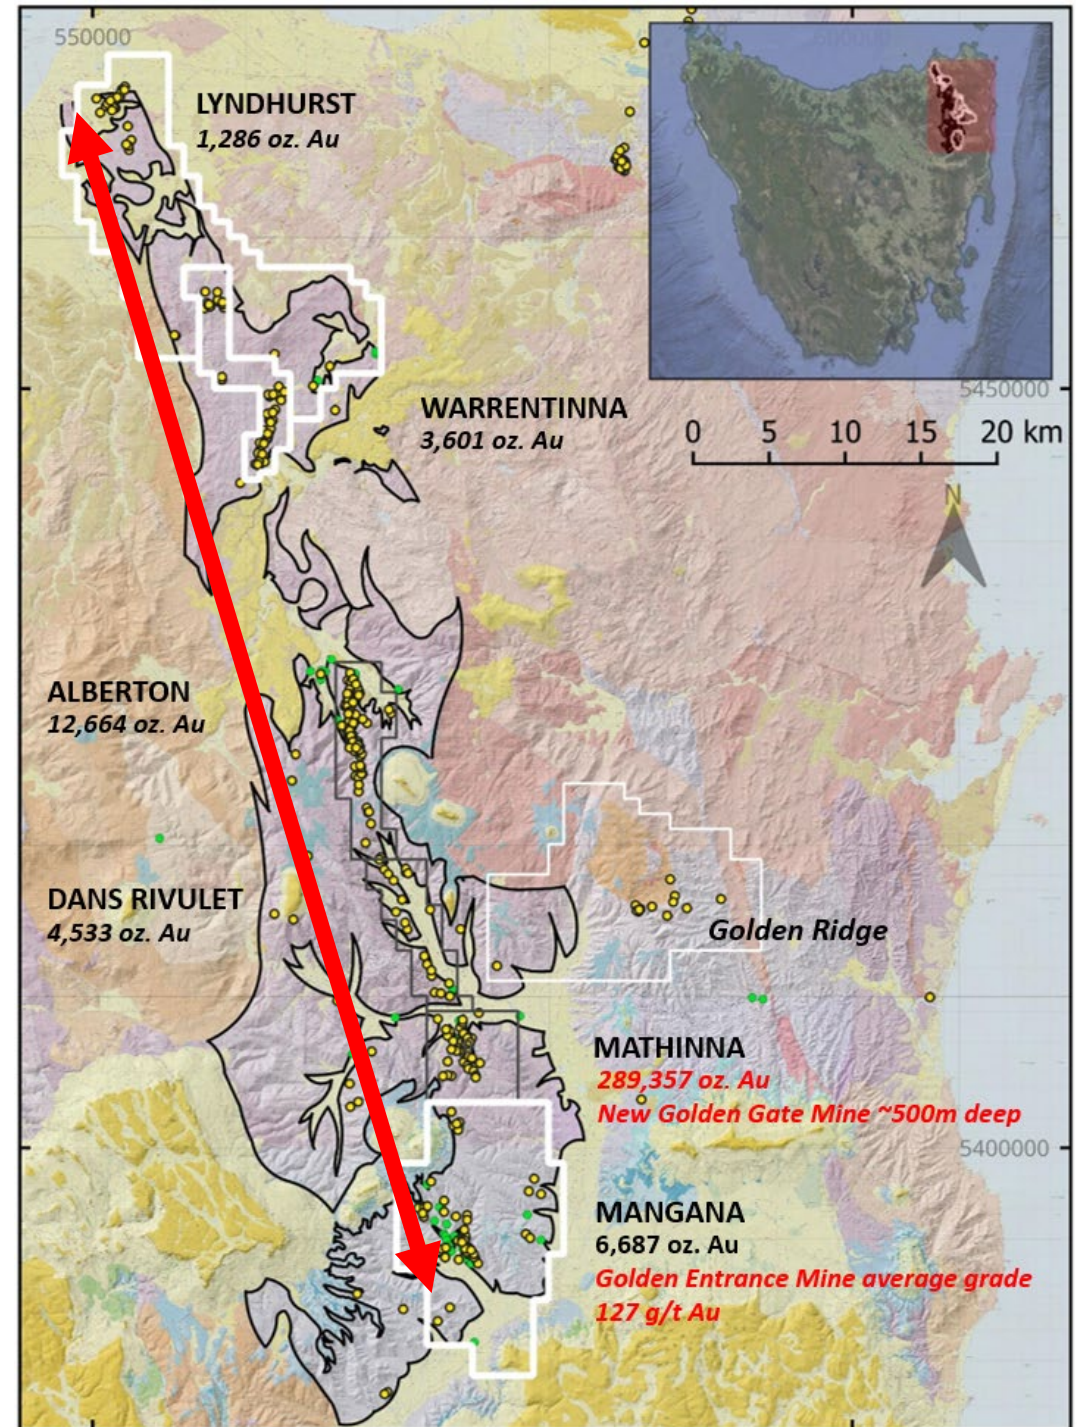 550000
LYNDHURST
1,286 oz. Au
5450000
WARRENTINNA
3,601 oz. Au
0 5 10 15 20 km
N
ALBERTON
12,664 oz. Au
DANS RIVULET
4,533 oz. Au
Golden Ridge
MATHINNA
289,357 oz. Au
New Golden Gate Mine ~500m deep
5400000
MANGANA
6,687 oz. Au
Golden Entrance Mine average grade
127 g/t Au